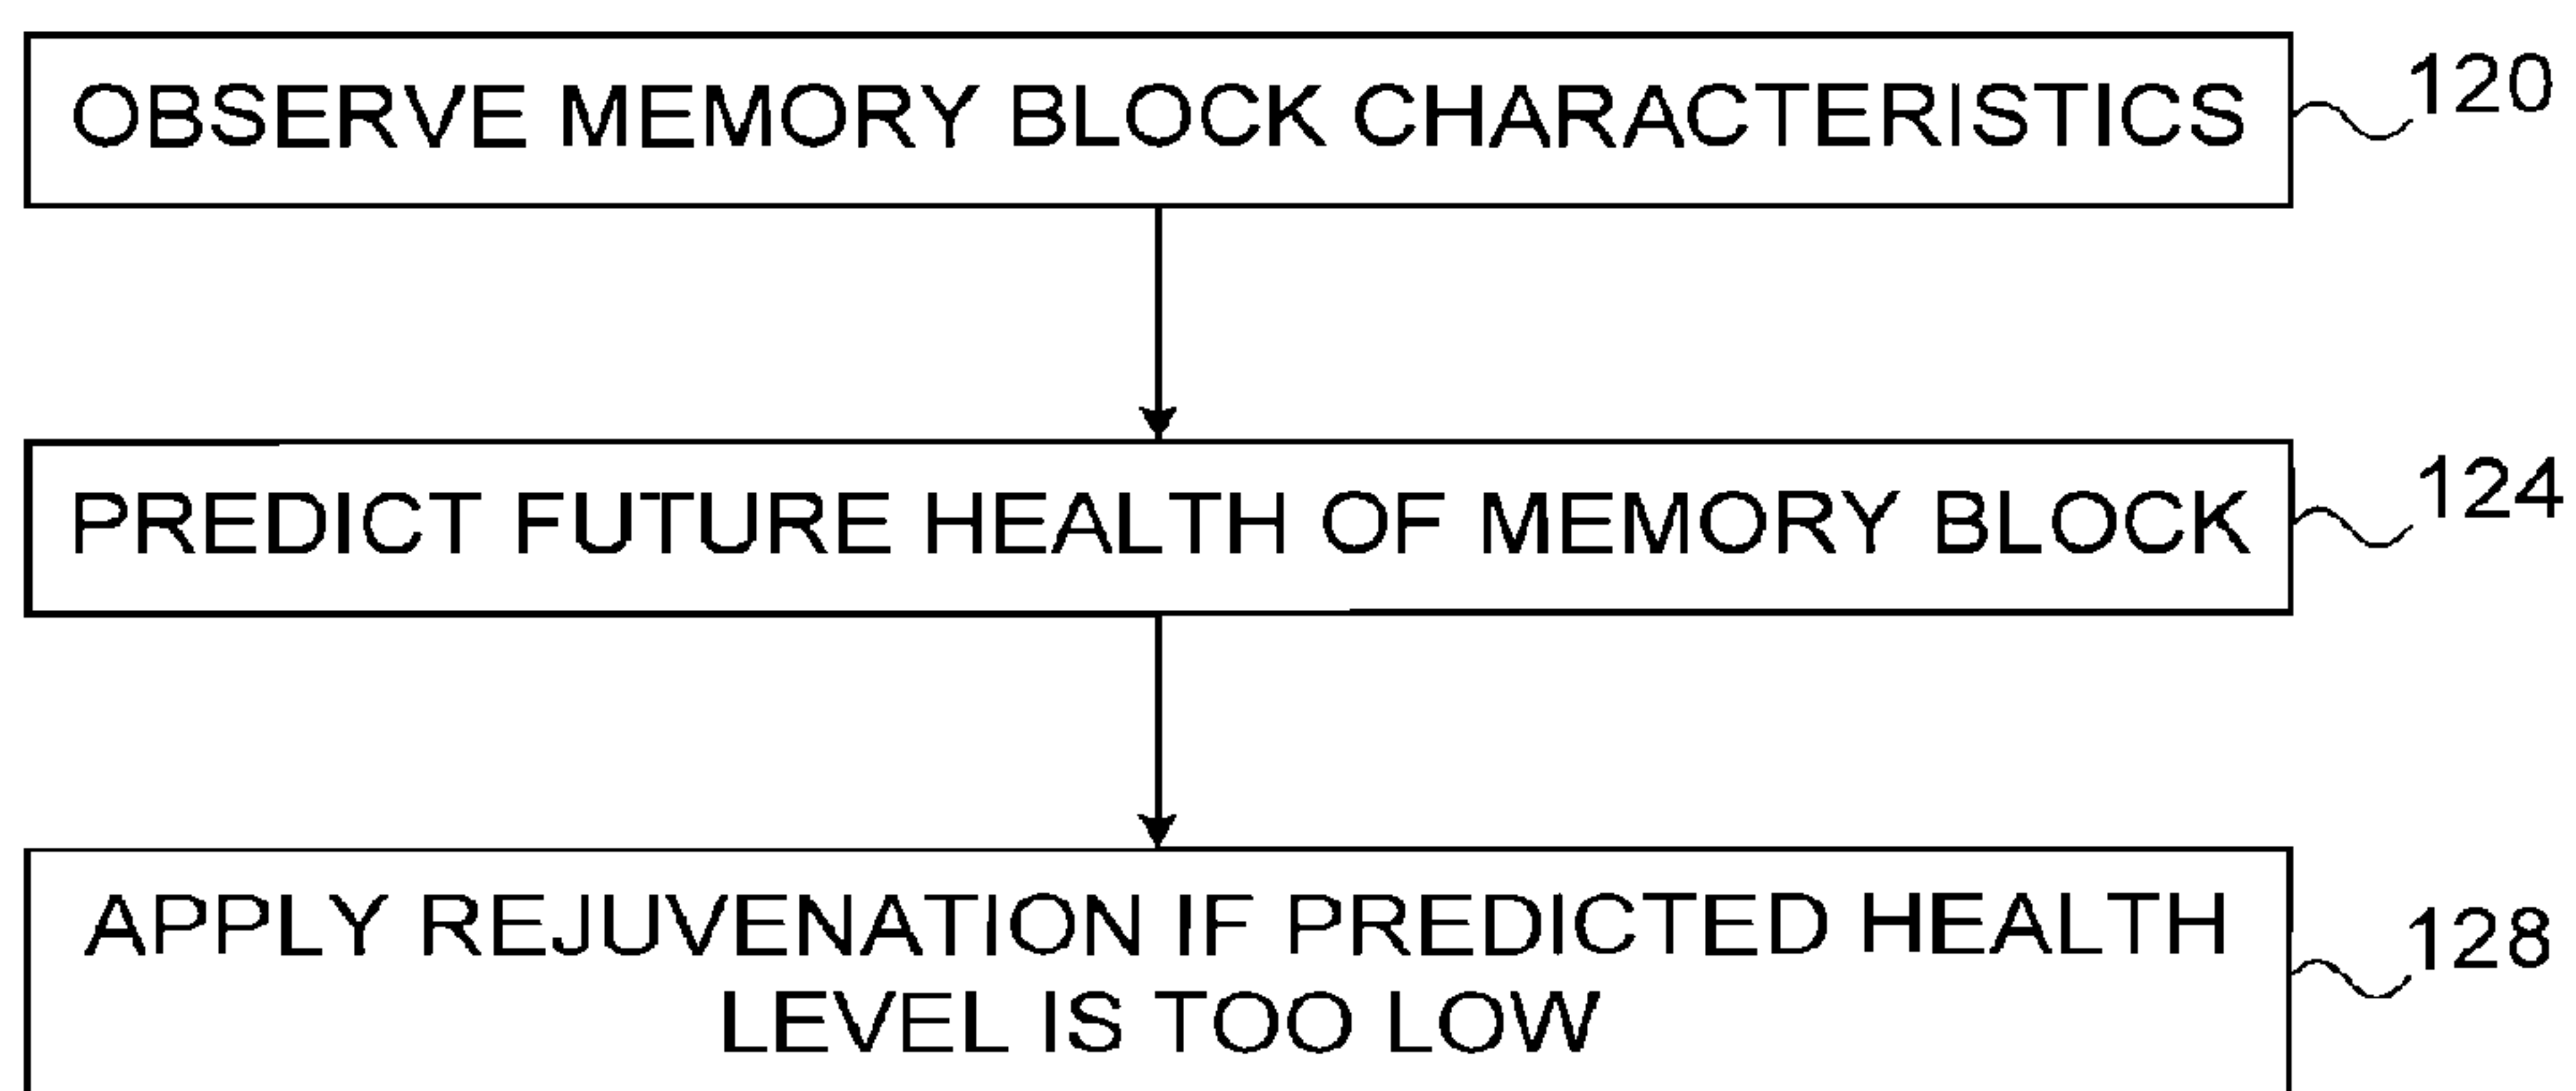 OBSERVE MEMORY BLOCK CHARACTERISTICS
120
PREDICT FUTURE HEALTH OF MEMORY BLOCK
124
APPLY REJUVENATION IF PREDICTED HEALTH
LEVEL IS TOO LOW
128